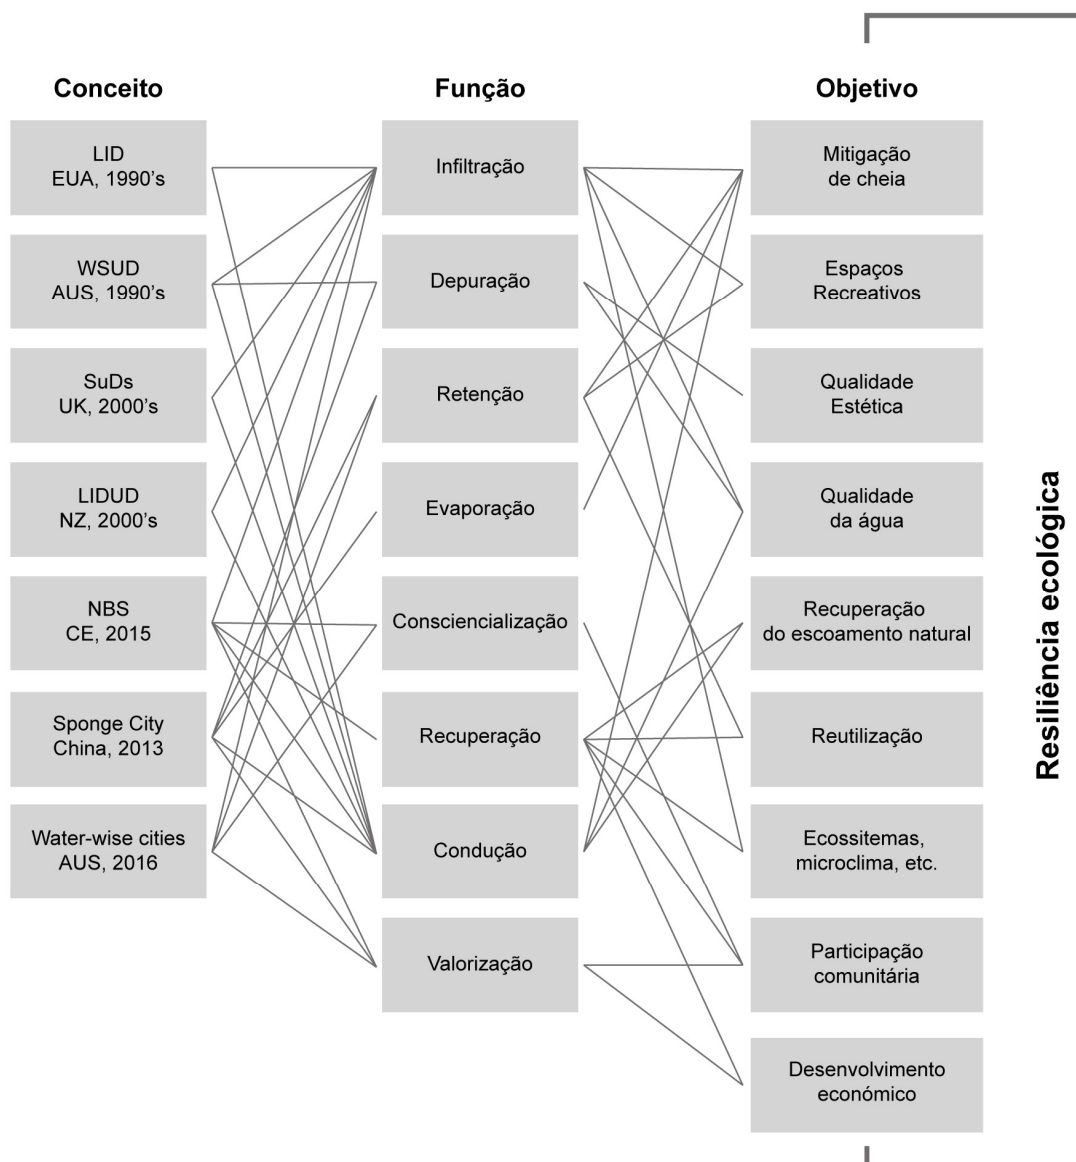 Conceito
Função
Objetivo
LID
EUA, 1990's
WSUD
AUS, 1990's
SuDs
UK, 2000's
LIDUD
NZ, 2000's
NBS
CE, 2015
Sponge City
China, 2013
Water-wise cities
AUS, 2016
Infiltração
Depuração
Retenção
Evaporação
Consciencialização
Recuperação
Condução
Valorização
Mitigação
de cheia
Espaços
Recreativos
Qualidade
Estética
Qualidade
da água
Recuperação
do escoamento natural
Reutilização
Ecossitemas,
microclima, etc.
Participação
comunitária
Desenvolvimento
económico
Resiliência ecológica